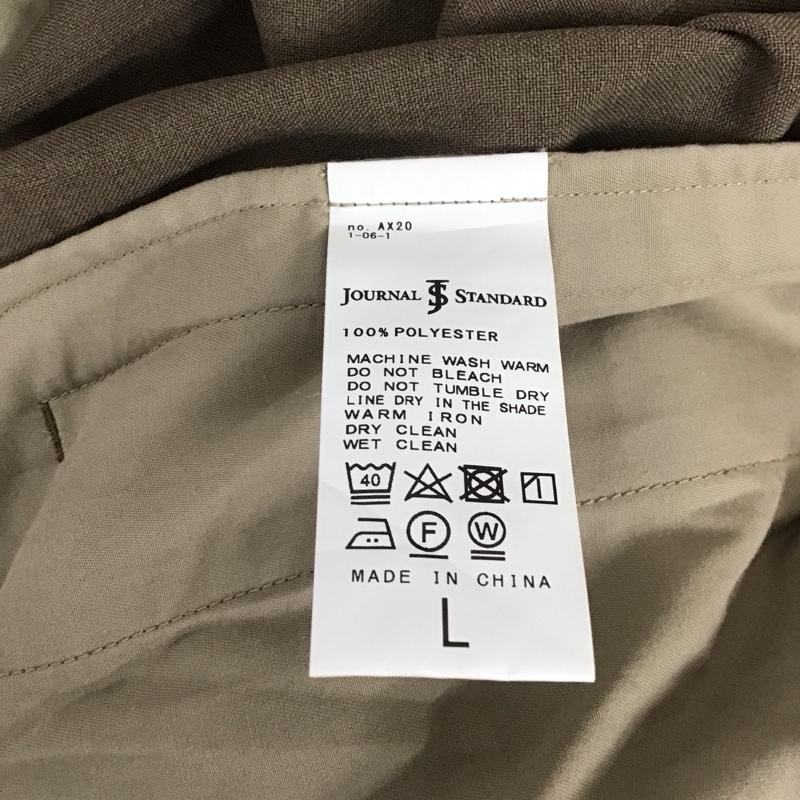 no. AX20
1-06-1
JOURNAL JS STANDARD
100% POLYESTER
MACHINE WASH WARM
DO NOT BLEACH
DO NOT TUMBLE DRY
LINE DRY IN THE SHADE
WARM IRON
DRY CLEAN
WET CLEAN
40
F W
MADE IN CHINA
L